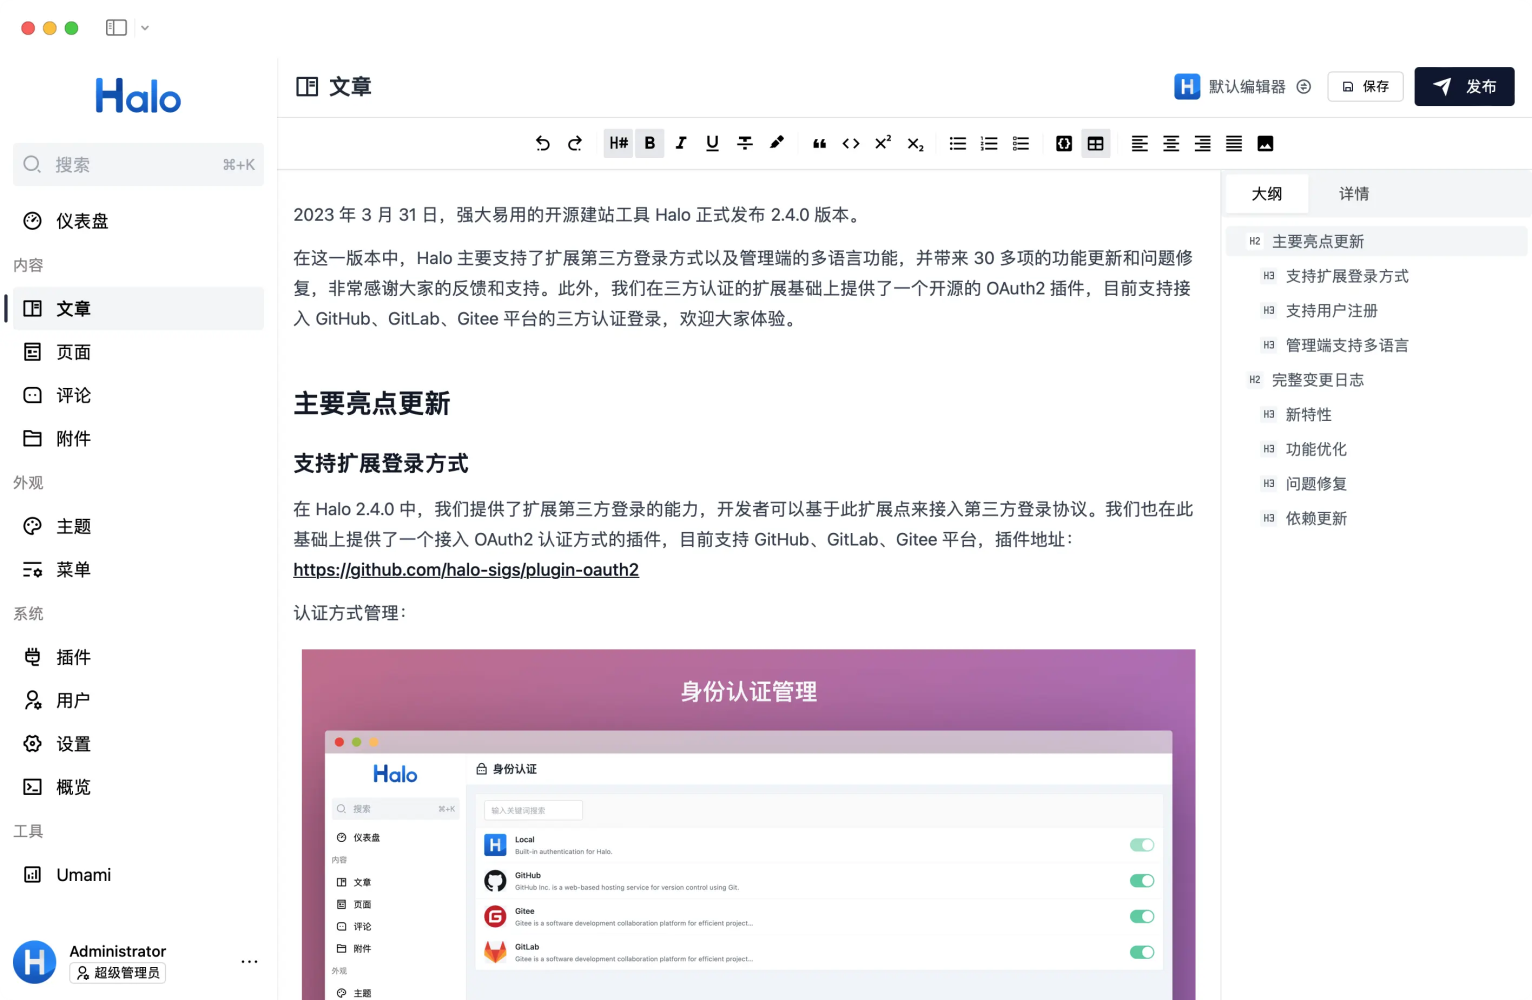 Halo
搜索 ⌘+K
仪表盘
内容
文章
页面
评论
附件
外观
主题
菜单
系统
插件
用户
设置
概览
工具
Umami
Administrator
超级管理员
文章
默认编辑器
保存
发布
H#
2023 年 3 月 31 日，强大易用的开源建站工具 Halo 正式发布 2.4.0 版本。
在这一版本中，Halo 主要支持了扩展第三方登录方式以及管理端的多语言功能，并带来 30 多项的功能更新和问题修
复，非常感谢大家的反馈和支持。此外，我们在三方认证的扩展基础上提供了一个开源的 OAuth2 插件，目前支持接
入 GitHub、GitLab、Gitee 平台的三方认证登录，欢迎大家体验。
主要亮点更新
支持扩展登录方式
在 Halo 2.4.0 中，我们提供了扩展第三方登录的能力，开发者可以基于此扩展点来接入第三方登录协议。我们也在此
基础上提供了一个接入 OAuth2 认证方式的插件，目前支持 GitHub、GitLab、Gitee 平台，插件地址：
https://github.com/halo-sigs/plugin-oauth2
认证方式管理：
身份认证管理
Halo
搜索 ⌘+K
仪表盘
内容
文章
页面
评论
附件
外观
主题
身份认证
输入关键词搜索
Local
Built-in authentication for Halo.
GitHub
GitHub Inc. is a web-based hosting service for version control using Git.
Gitee
Gitee is a software development collaboration platform for efficient project...
GitLab
Gitee is a software development collaboration platform for efficient project...
大纲 详情
H2 主要亮点更新
H3 支持扩展登录方式
H3 支持用户注册
H3 管理端支持多语言
H2 完整变更日志
H3 新特性
H3 功能优化
H3 问题修复
H3 依赖更新